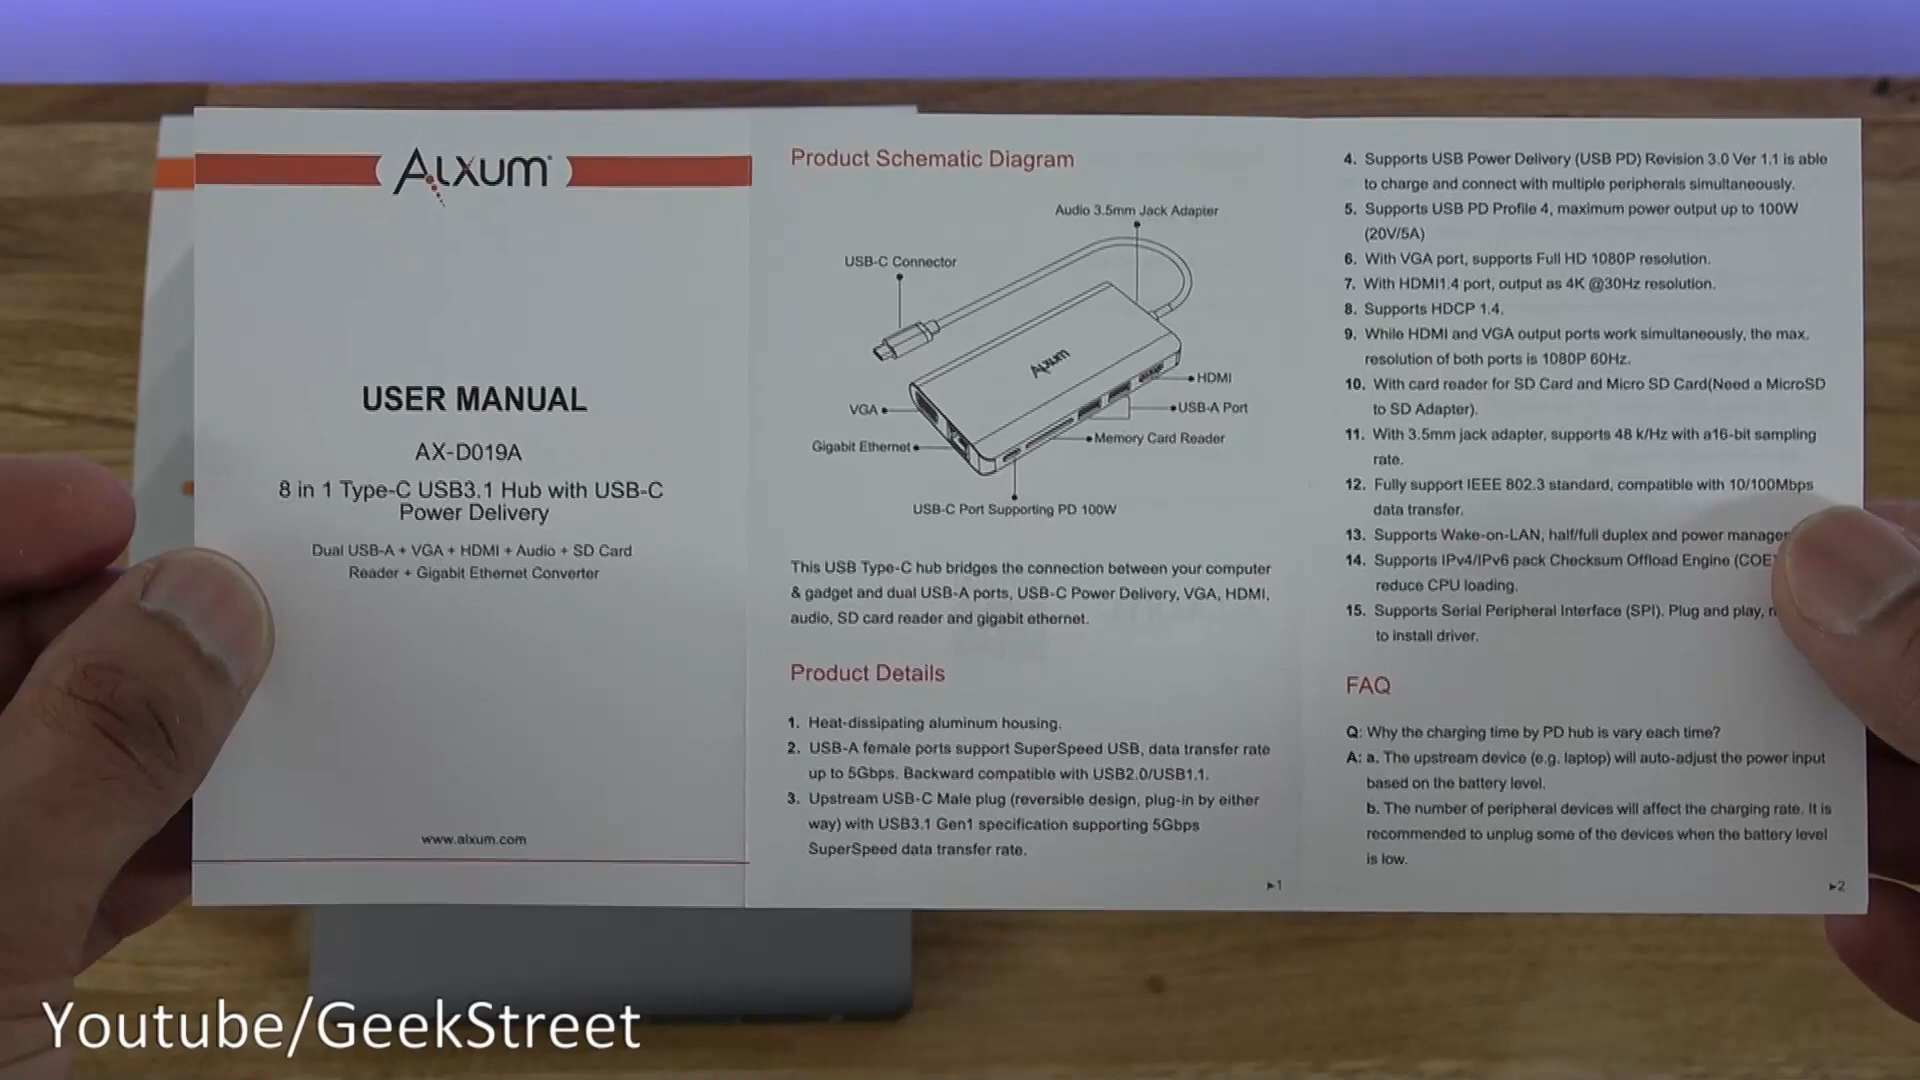 Alxum
USER MANUAL
AX-D019A
8 in 1 Type-C USB3.1 Hub with USB-C
Power Delivery
Dual USB-A + VGA + HDMI + Audio + SD Card
Reader + Gigabit Ethernet Converter
www.alxum.com
Product Schematic Diagram
Audio 3.5mm Jack Adapter
USB-C Connector
Alxum
HDMI
VGA
USB-A Port
Memory Card Reader
Gigabit Ethernet
USB-C Port Supporting PD 100W
This USB Type-C hub bridges the connection between your computer
& gadget and dual USB-A ports, USB-C Power Delivery, VGA, HDMI,
audio, SD card reader and gigabit ethernet.
Product Details
1. Heat-dissipating aluminum housing.
2. USB-A female ports support SuperSpeed USB, data transfer rate
up to 5Gbps. Backward compatible with USB2.0/USB1.1.
3. Upstream USB-C Male plug (reversible design, plug-in by either
way) with USB3.1 Gen1 specification supporting 5Gbps
SuperSpeed data transfer rate.
▸1
4. Supports USB Power Delivery (USB PD) Revision 3.0 Ver 1.1 is able
to charge and connect with multiple peripherals simultaneously.
5. Supports USB PD Profile 4, maximum power output up to 100W
(20V/5A)
6. With VGA port, supports Full HD 1080P resolution.
7. With HDMI1.4 port, output as 4K @30Hz resolution.
8. Supports HDCP 1.4.
9. While HDMI and VGA output ports work simultaneously, the max.
resolution of both ports is 1080P 60Hz.
10. With card reader for SD Card and Micro SD Card(Need a MicroSD
to SD Adapter).
11. With 3.5mm jack adapter, supports 48 k/Hz with a16-bit sampling
rate.
12. Fully support IEEE 802.3 standard, compatible with 10/100Mbps
data transfer.
13. Supports Wake-on-LAN, half/full duplex and power
14. Supports IPv4/IPv6 pack Checksum Offload Engine (COE
reduce CPU loading.
15. Supports Serial Peripheral Interface (SPI). Plug and play,
to install driver.
FAQ
Q: Why the charging time by PD hub is vary each time?
A: a. The upstream device (e.g. laptop) will auto-adjust the power input
based on the battery level.
b. The number of peripheral devices will affect the charging rate. It is
recommended to unplug some of the devices when the battery level
is low.
▸2
Youtube/GeekStreet